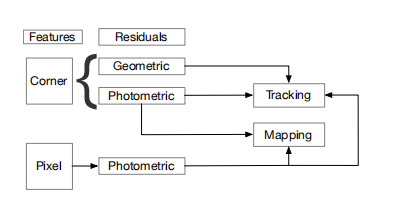 Features
Residuals
Corner
Geometric
Photometric
Tracking
Mapping
Pixel
Photometric